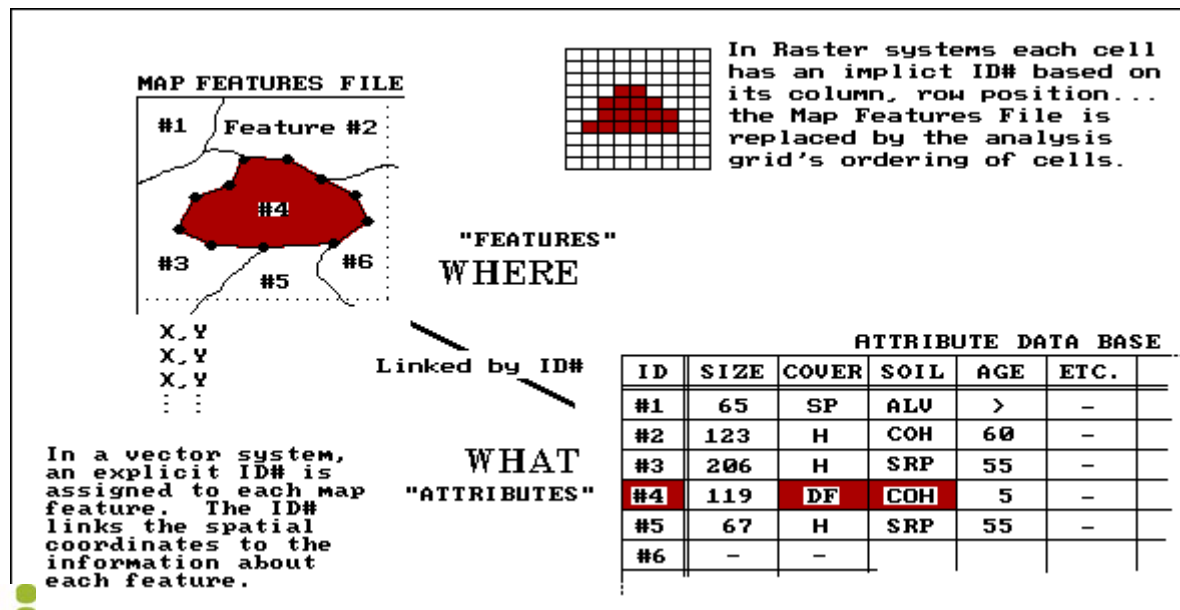 MAP FEATURES FILE
#1
Feature #2
#4
#3
#5
#6
X,Y
X,Y
X,Y
: :
In a vector system,
an explicit ID# is
assigned to each map
feature. The ID#
links the spatial
coordinates to the
information about
each feature.
In Raster systems each cell
has an implict ID# based on
its column, row position...
the Map Features File is
replaced by the analysis
grid's ordering of cells.
"FEATURES"
WHERE
Linked by ID#
WHAT
"ATTRIBUTES"
ATTRIBUTE DATA BASE
ID SIZE COVER SOIL AGE ETC.
#1 65 SP ALV > -
#2 123 H COH 60 -
#3 206 H SRP 55 -
#4 119 DF COH 5 -
#5 67 H SRP 55 -
#6 - -